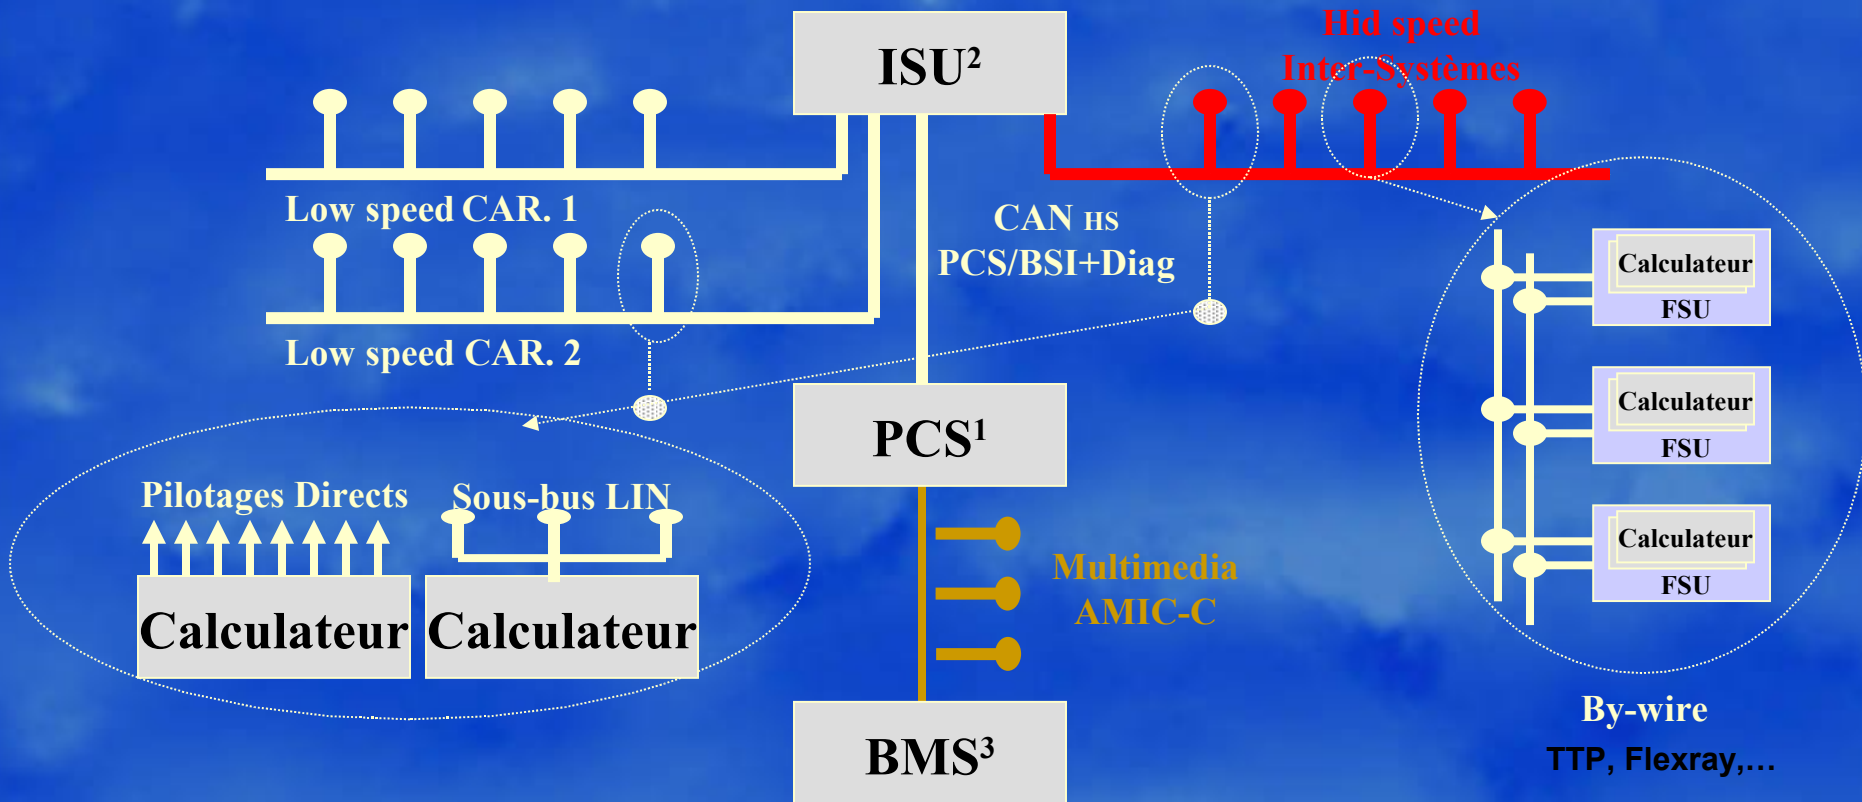 ISU²
Hid speed
Inter-Systèmes
Low speed CAR. 1
CAN HS
PCS/BSI+Diag
Low speed CAR. 2
Calculateur
FSU
Calculateur
FSU
Calculateur
FSU
PCS¹
Pilotages Directs
Sous-bus LIN
Calculateur
Calculateur
Multimedia
AMIC-C
BMS³
By-wire
TTP, Flexray,...